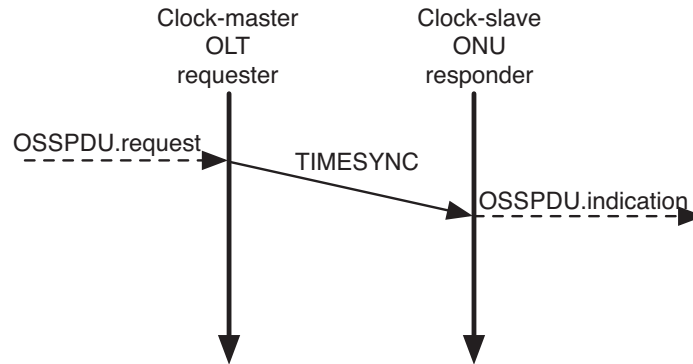 Clock-master
OLT
requester
Clock-slave
ONU
responder
OSSPDU.request
TIMESYNC
OSSPDU.indication